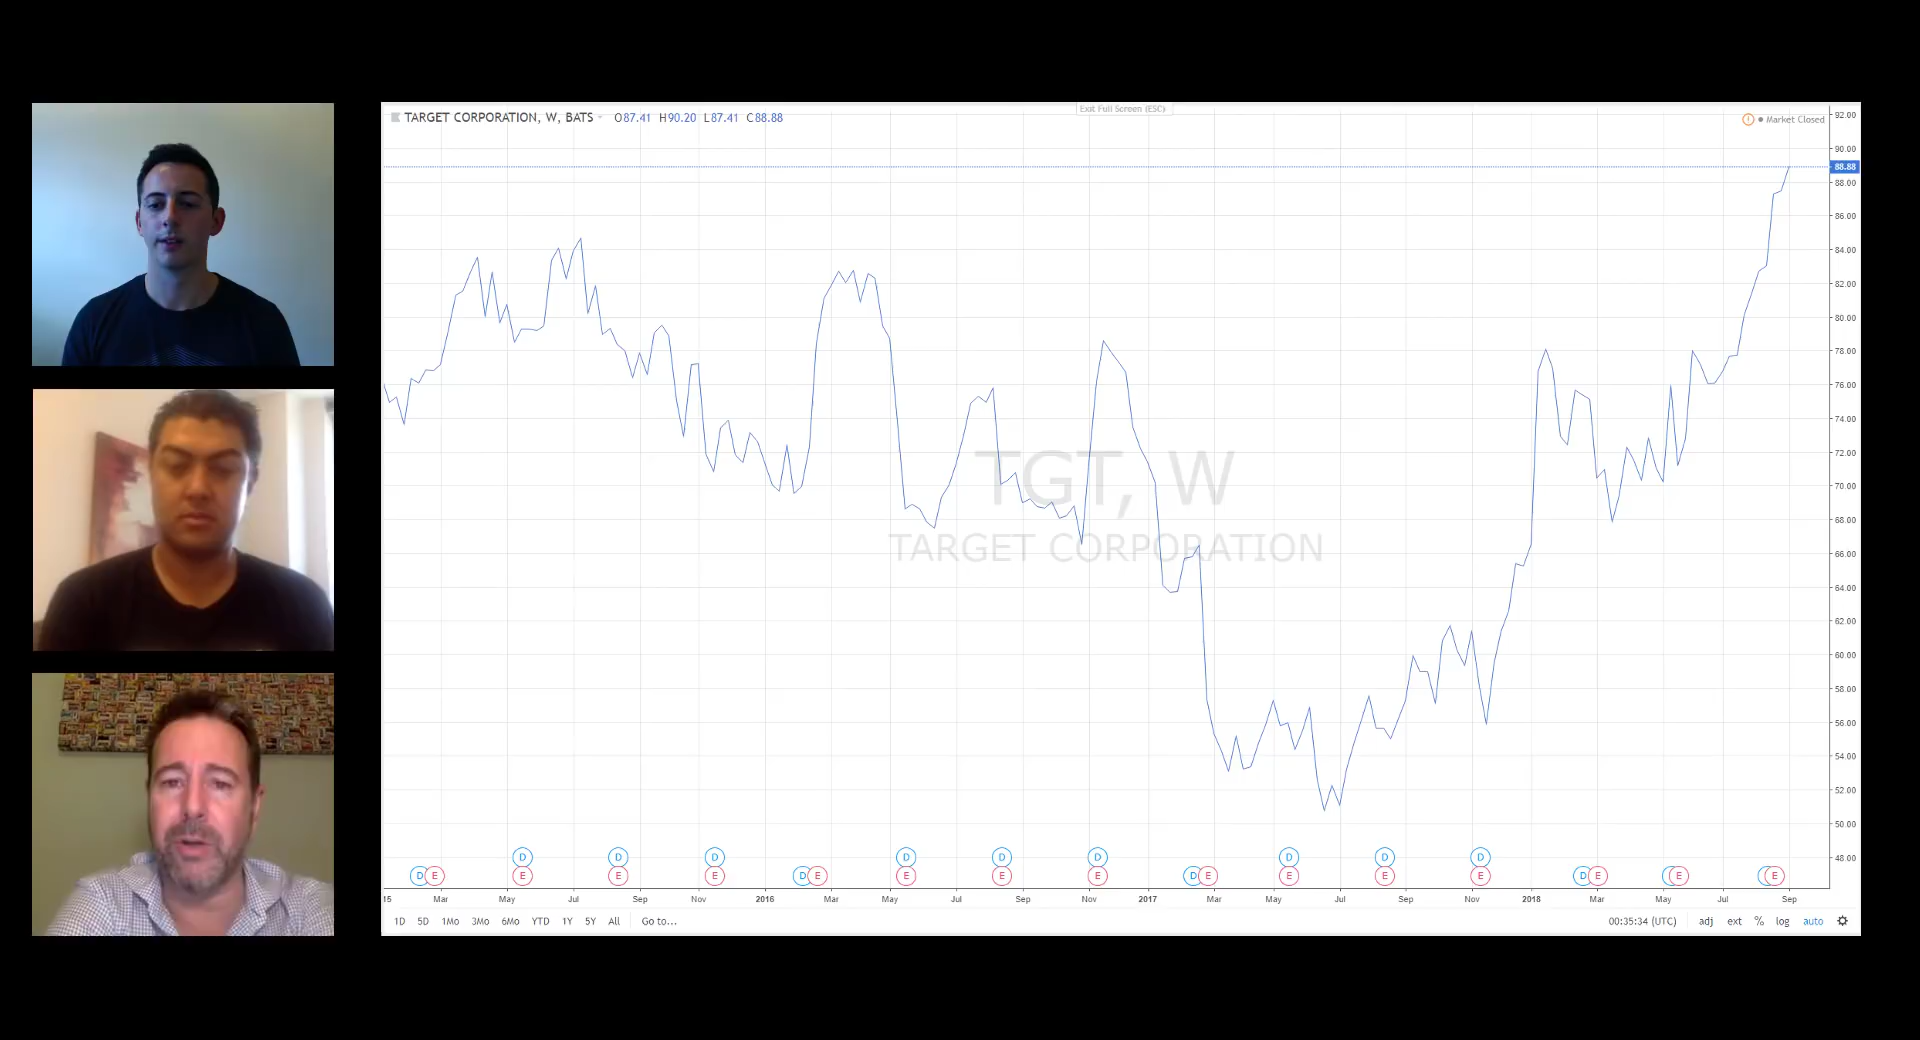 Exit Full Screen (ESC)
TARGET CORPORATION, W, BATS O87.41 H90.20 L87.41 C88.88
Market Closed
92.00
90.00
88.88
88.00
86.00
84.00
82.00
80.00
78.00
76.00
74.00
72.00
70.00
68.00
66.00
64.00
62.00
60.00
58.00
56.00
54.00
52.00
50.00
48.00
TGT, W
TARGET CORPORATION
D D D D D D D D D
D E E E E D E E E E D E E E E D E E E
15 Mar May Jul Sep Nov 2016 Mar May Jul Sep Nov 2017 Mar May Jul Sep Nov 2018 Mar May Jul Sep
1D 5D 1Mo 3Mo 6Mo YTD 1Y 5Y All Go to... 00:35:34 (UTC) adj ext % log auto